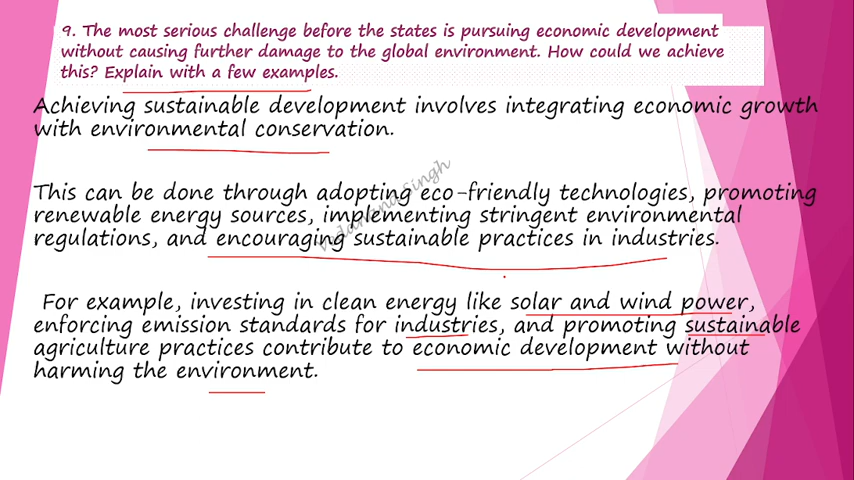 9. The most serious challenge before the states is pursuing economic development
without causing further damage to the global environment. How could we achieve
this? Explain with a few examples.
Achieving sustainable development involves integrating economic growth
with environmental conservation.
This can be done through adopting eco-friendly technologies, promoting
renewable energy sources, implementing stringent environmental
regulations, and encouraging sustainable practices in industries.
For example, investing in clean energy like solar and wind power,
enforcing emission standards for industries, and promoting sustainable
agriculture practices contribute to economic development without
harming the environment.
Singh